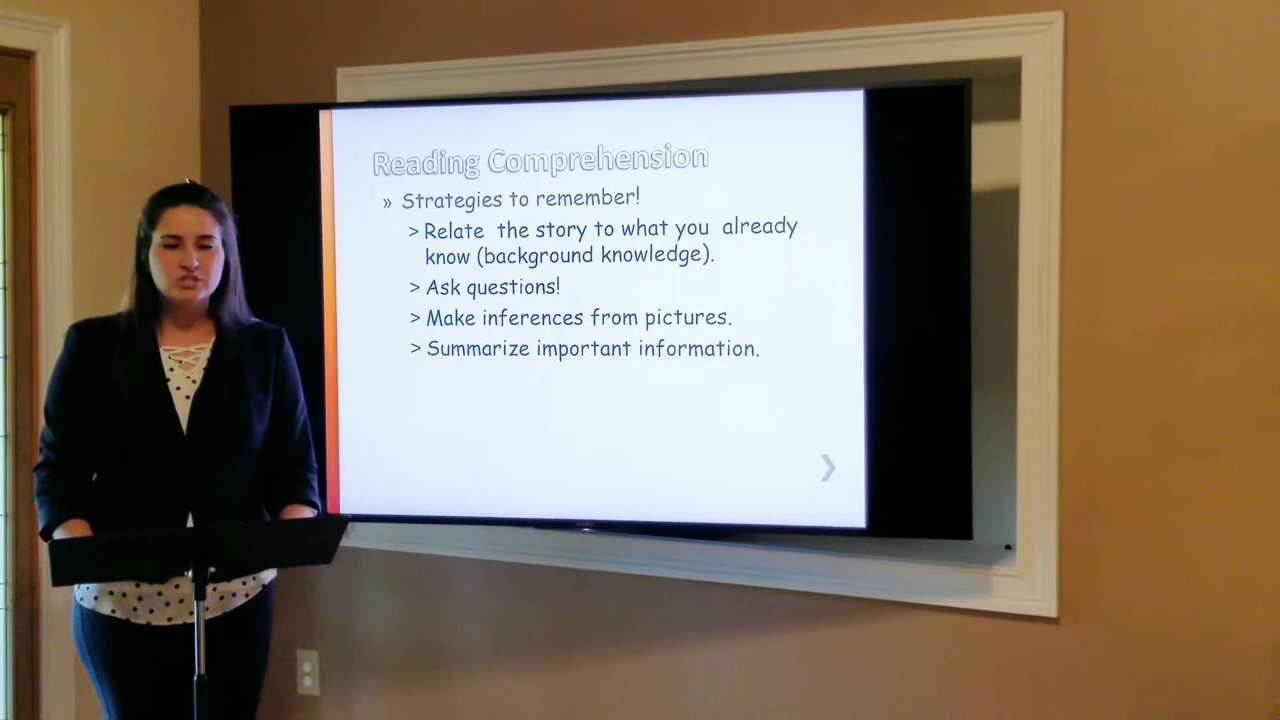 Reading Comprehension
» Strategies to remember!
> Relate the story to what you already
know (background knowledge).
> Ask questions!
> Make inferences from pictures.
> Summarize important information.